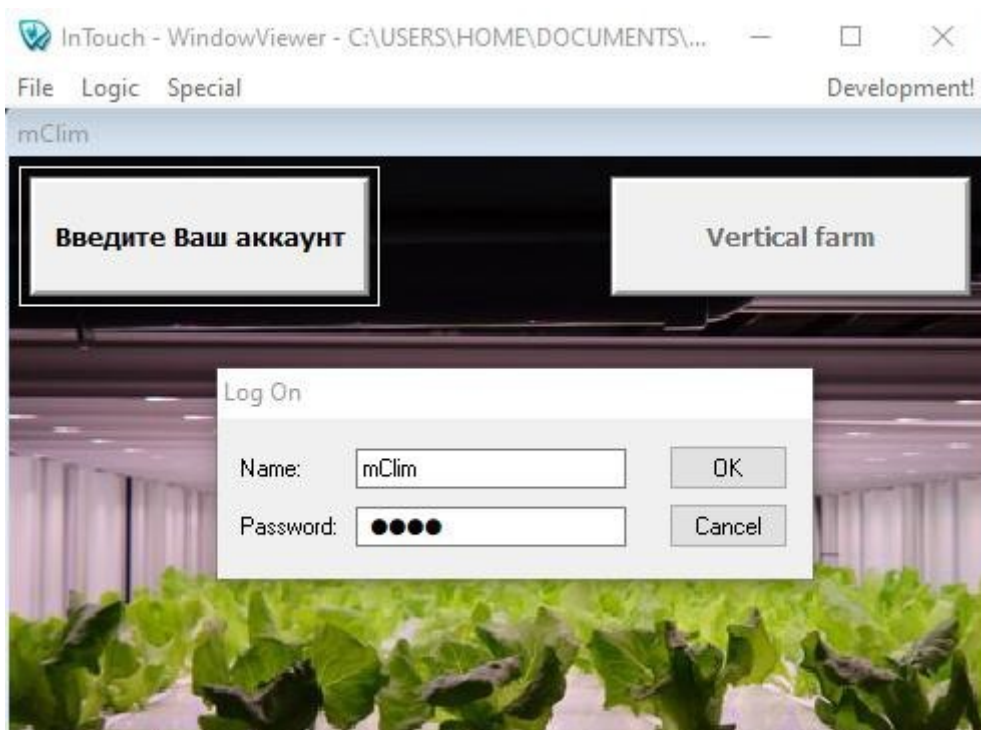 InTouch - WindowViewer - C:\USERS\HOME\DOCUMENTS\...
File Logic Special Development!
mClim
Введите Ваш аккаунт
Vertical farm
Log On
Name: mClim OK
Password: ●●●● Cancel